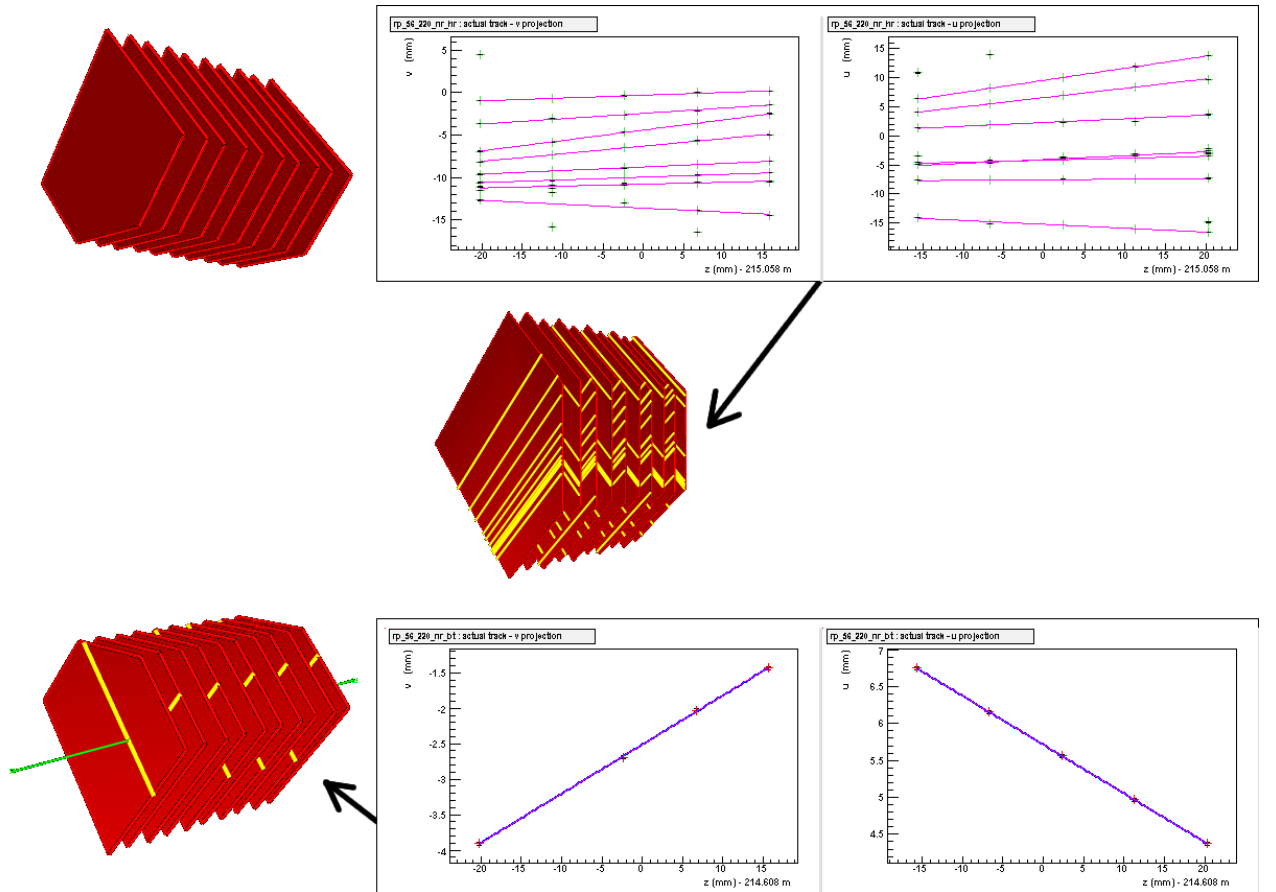 rp_56_220_nr_hr : actual track - v projection
v (mm)
5
0
-5
-10
-15
-20 -15 -10 -5 0 5 10 15
z (mm) - 215.058 m
rp_56_220_nr_hr : actual track - u projection
u (mm)
15
10
5
0
-5
-10
-15
-15 -10 -5 0 5 10 15 20
z (mm) - 215.058 m
rp_56_220_nr_bt : actual track - v projection
v (mm)
-1.5
-2
-2.5
-3
-3.5
-4
-20 -15 -10 -5 0 5 10 15
z (mm) - 214.608 m
rp_56_220_nr_bt : actual track - u projection
u (mm)
7
6.5
6
5.5
5
4.5
-15 -10 -5 0 5 10 15 20
z (mm) - 214.608 m